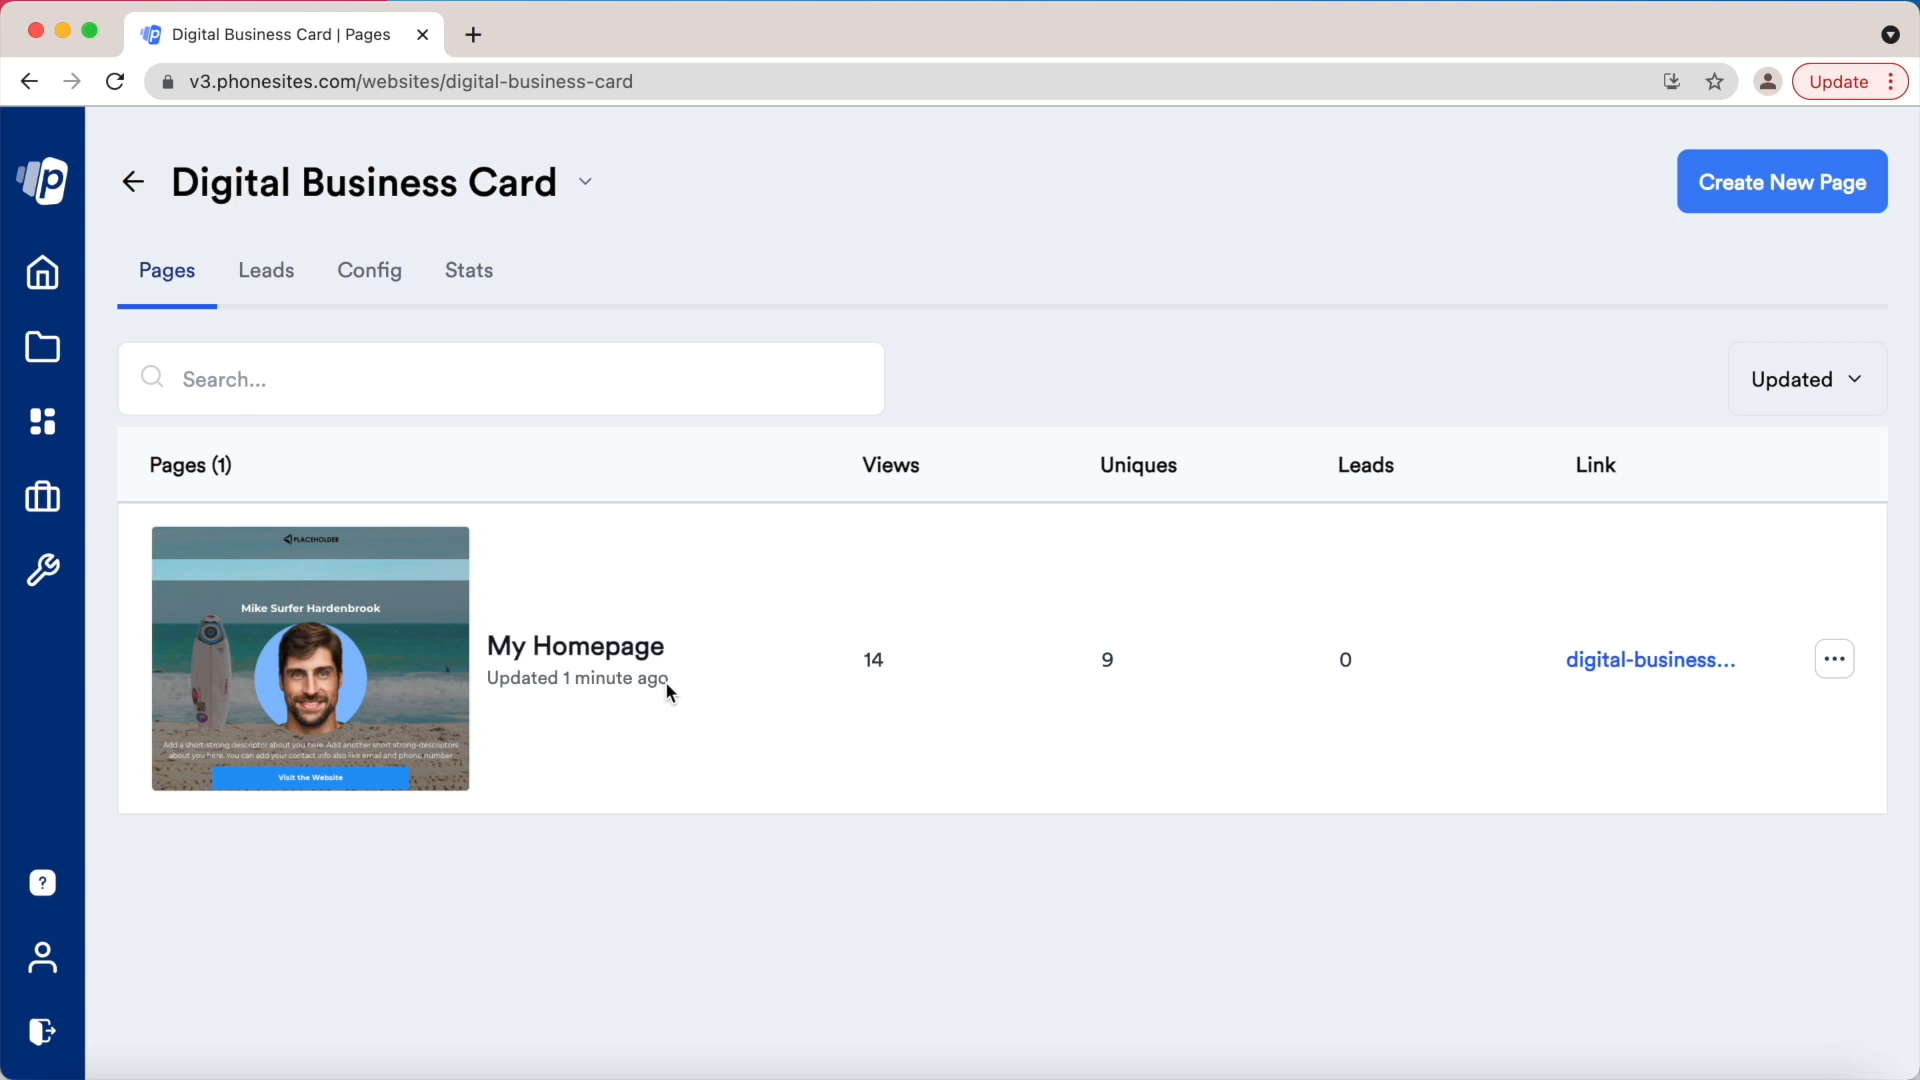 Digital Business Card | Pages
v3.phonesites.com/websites/digital-business-card
Update
p
Digital Business Card
Create New Page
Pages Leads Config Stats
Search...
Updated
Pages (1) Views Uniques Leads Link
PLACEHOLDER
Mike Surfer Hardenbrook
Add a short-strong descriptor about you here. Add another short strong-descriptors
about you here. You can add your contact info also like email and phone number.
Visit the Website
My Homepage
Updated 1 minute ago
14
9
0
digital-business...
?